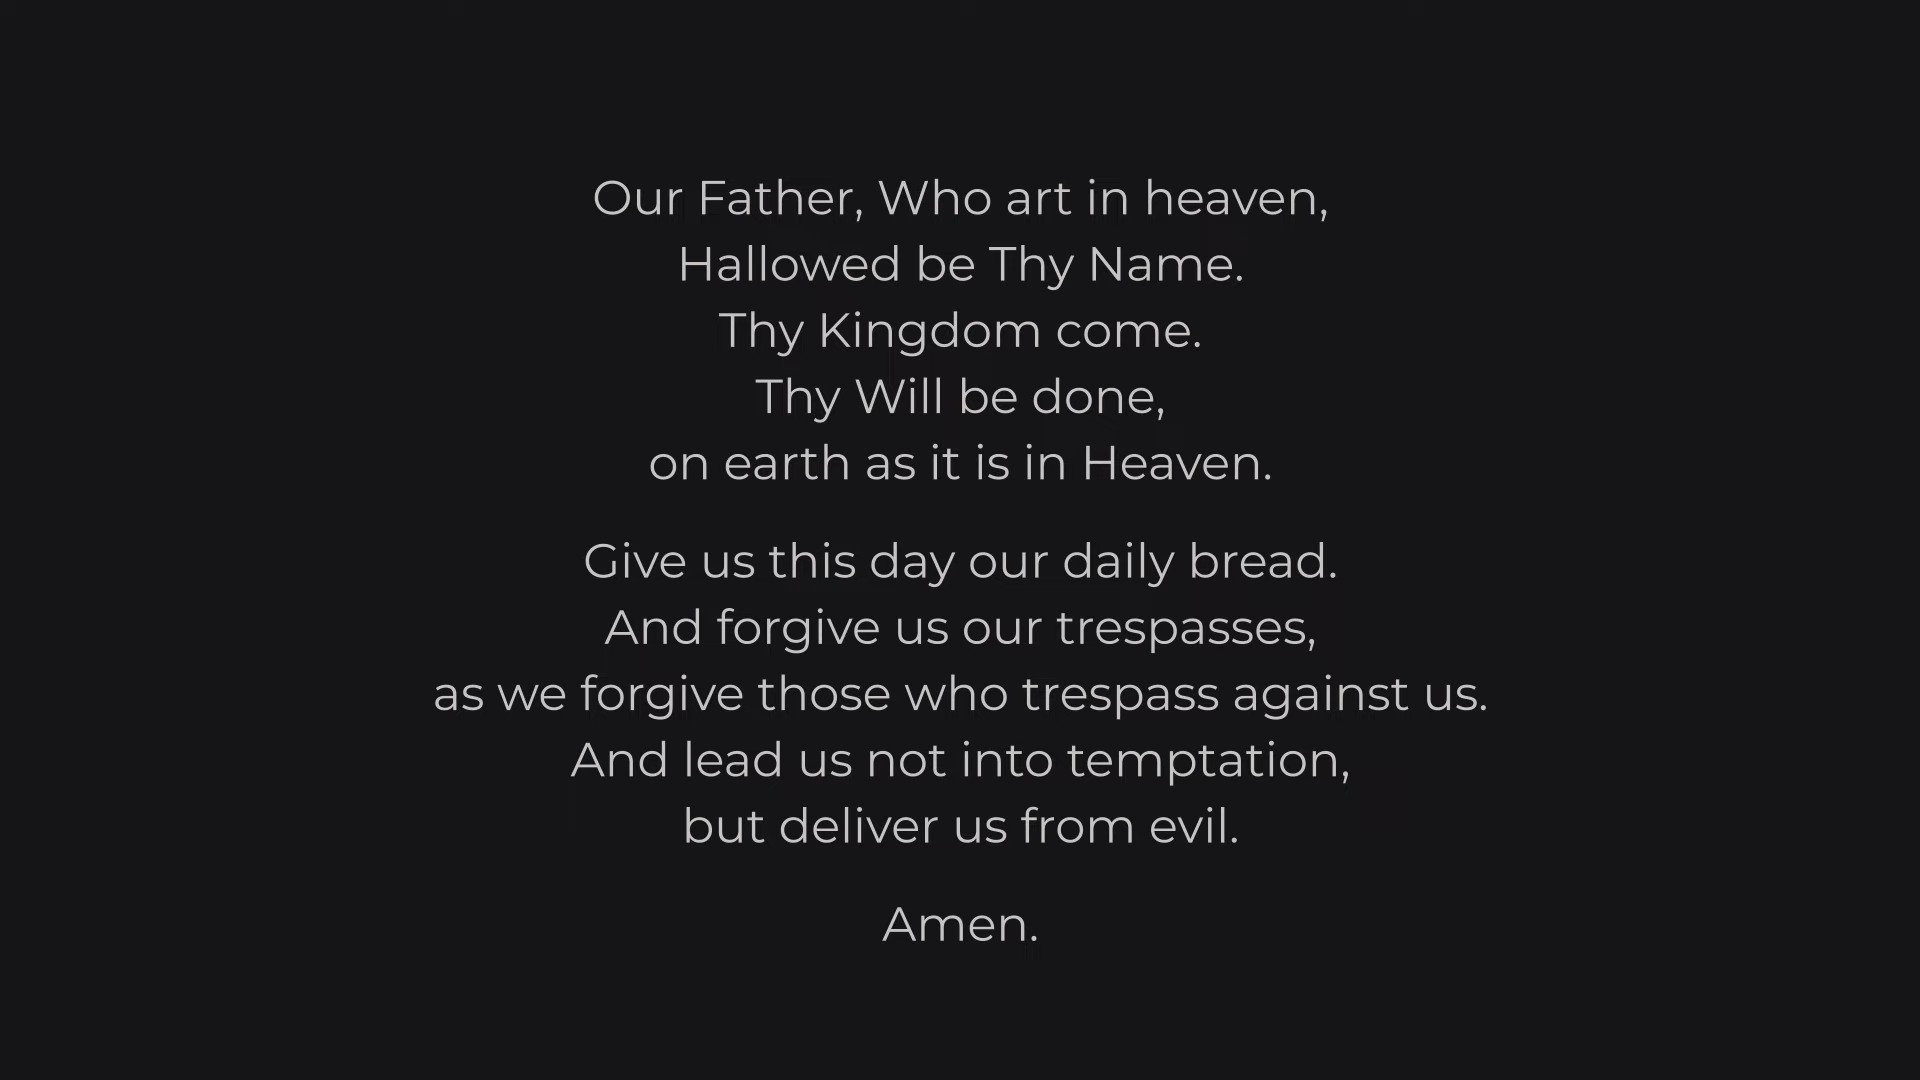 Our Father, Who art in heaven,
Hallowed be Thy Name.
Thy Kingdom come.
Thy Will be done,
on earth as it is in Heaven.
Give us this day our daily bread.
And forgive us our trespasses,
as we forgive those who trespass against us.
And lead us not into temptation,
but deliver us from evil.
Amen.